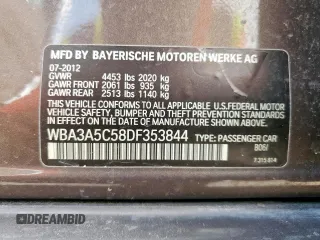 MFD BY BAYERISCHE MOTOREN WERKE AG
07-2012
GVWR 4453 lbs 2020 kg
GAWR FRONT 2061 lbs 935 kg
GAWR REAR 2513 lbs 1140 kg
THIS VEHICLE CONFORMS TO ALL APPLICABLE U.S. FEDERAL MOTOR
VEHICLE SAFETY, BUMPER, AND THEFT PREVENTION STANDARDS
IN EFFECT ON THE DATE OF MANUFACTURE SHOWN ABOVE.
WBA3A5C58DF353844 TYPE: PASSENGER CAR
B06/
DREAMBID